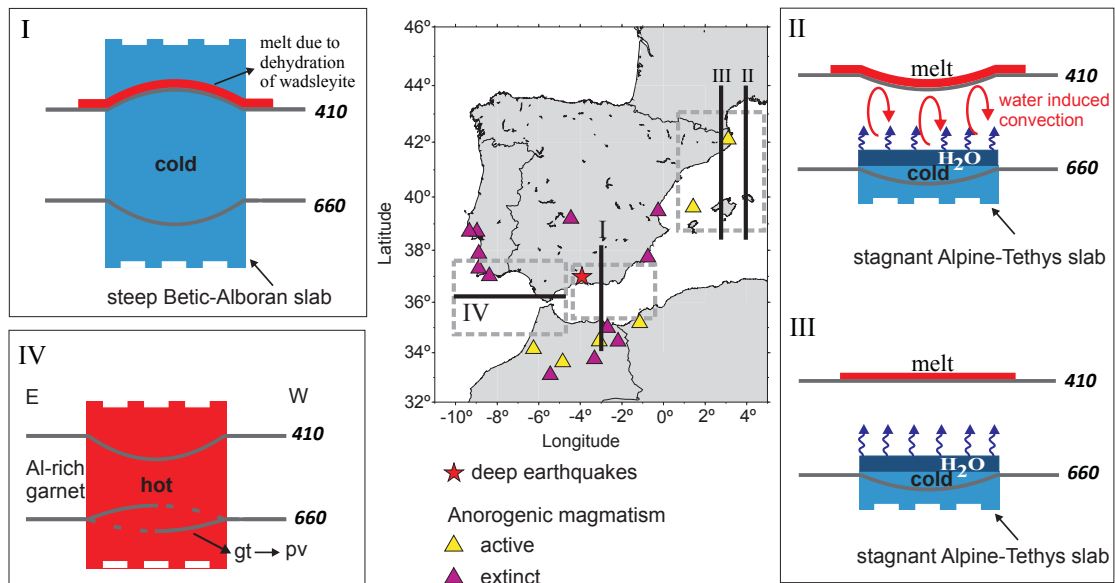 I
melt due to
dehydration
of wadsleyite
410
cold
660
steep Betic-Alboran slab
IV
E
W
410
Al-rich
garnet
hot
660
gt → pv
46°
44°
42°
40°
38°
36°
34°
32°
Latitude
III
II
I
IV
-10° -8° -6° -4° -2° 0° 2° 4°
Longitude
deep earthquakes
Anorogenic magmatism
active
extinct
II
melt
410
water induced
convection
H₂O
cold
660
stagnant Alpine-Tethys slab
III
melt
410
H₂O
cold
660
stagnant Alpine-Tethys slab